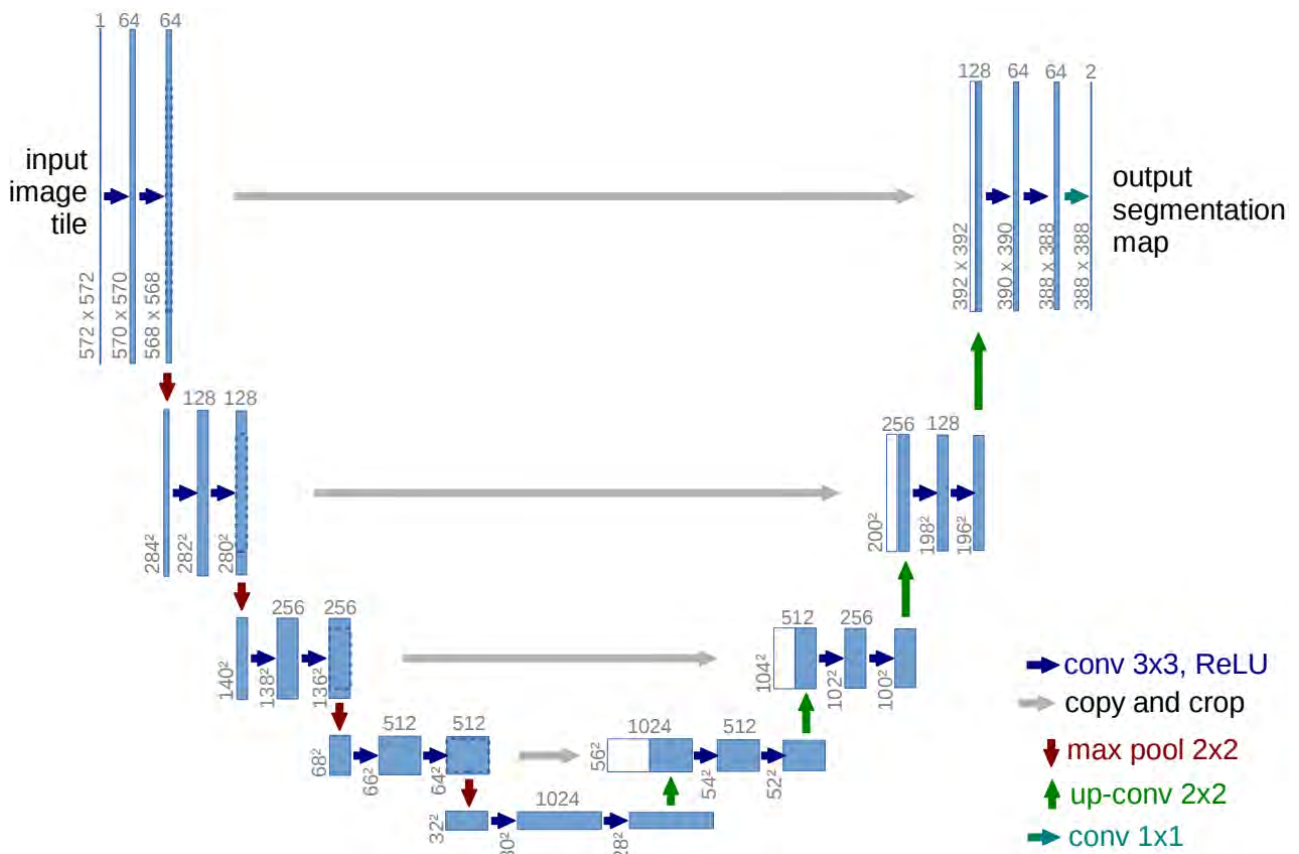 1 64 64
128 64 64 2
input
image
tile
output
segmentation
map
572 x 572
570 x 570
568 x 568
392 x 392
390 x 390
388 x 388
388 x 388
128 128
256 128
284²
282²
280²
200²
198²
196²
256 256
512 256
140²
138²
136²
104²
102²
100²
conv 3x3, ReLU
copy and crop
max pool 2x2
up-conv 2x2
conv 1x1
512 512
1024 512
68²
66²
64²
56²
54²
52²
1024
32²